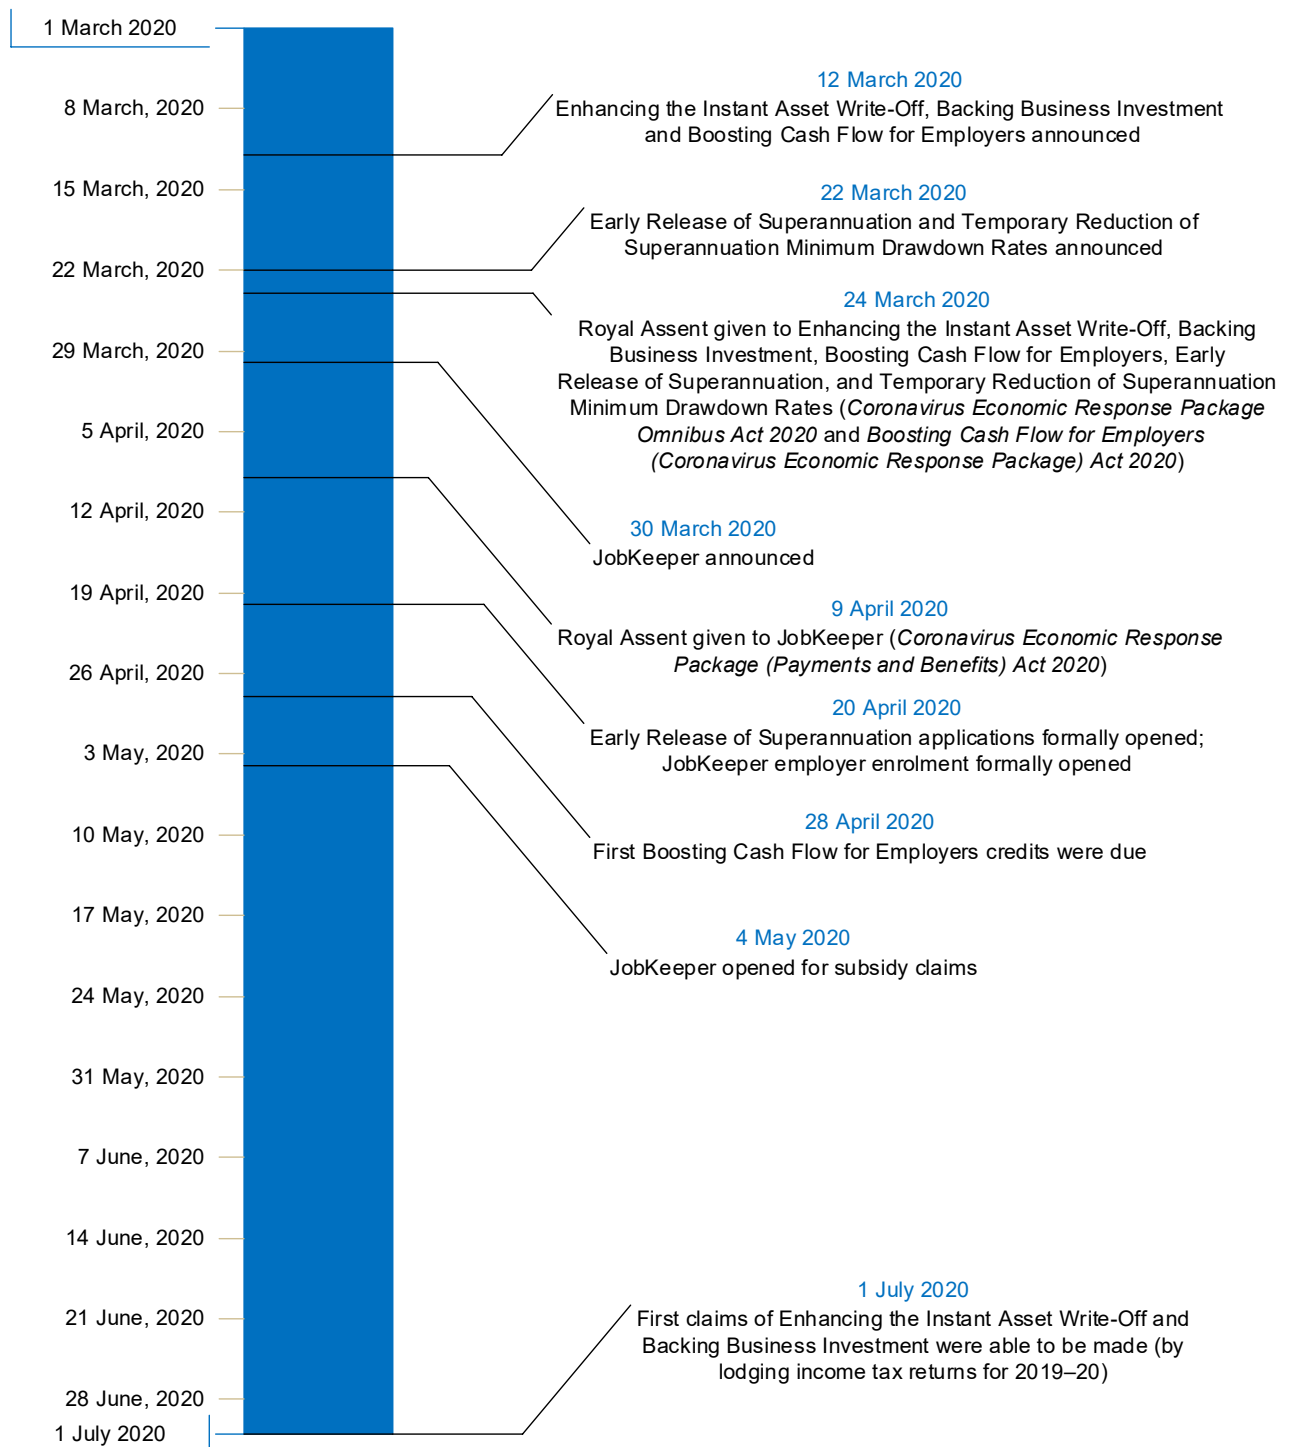 1 March 2020
8 March, 2020
15 March, 2020
22 March, 2020
29 March, 2020
5 April, 2020
12 April, 2020
19 April, 2020
26 April, 2020
3 May, 2020
10 May, 2020
17 May, 2020
24 May, 2020
31 May, 2020
7 June, 2020
14 June, 2020
21 June, 2020
28 June, 2020
1 July 2020
12 March 2020
Enhancing the Instant Asset Write-Off, Backing Business Investment
and Boosting Cash Flow for Employers announced
22 March 2020
Early Release of Superannuation and Temporary Reduction of
Superannuation Minimum Drawdown Rates announced
24 March 2020
Royal Assent given to Enhancing the Instant Asset Write-Off, Backing
Business Investment, Boosting Cash Flow for Employers, Early
Release of Superannuation, and Temporary Reduction of Superannuation
Minimum Drawdown Rates (Coronavirus Economic Response Package
Omnibus Act 2020 and Boosting Cash Flow for Employers
(Coronavirus Economic Response Package) Act 2020)
30 March 2020
JobKeeper announced
9 April 2020
Royal Assent given to JobKeeper (Coronavirus Economic Response
Package (Payments and Benefits) Act 2020)
20 April 2020
Early Release of Superannuation applications formally opened;
JobKeeper employer enrolment formally opened
28 April 2020
First Boosting Cash Flow for Employers credits were due
4 May 2020
JobKeeper opened for subsidy claims
1 July 2020
First claims of Enhancing the Instant Asset Write-Off and
Backing Business Investment were able to be made (by
lodging income tax returns for 2019–20)